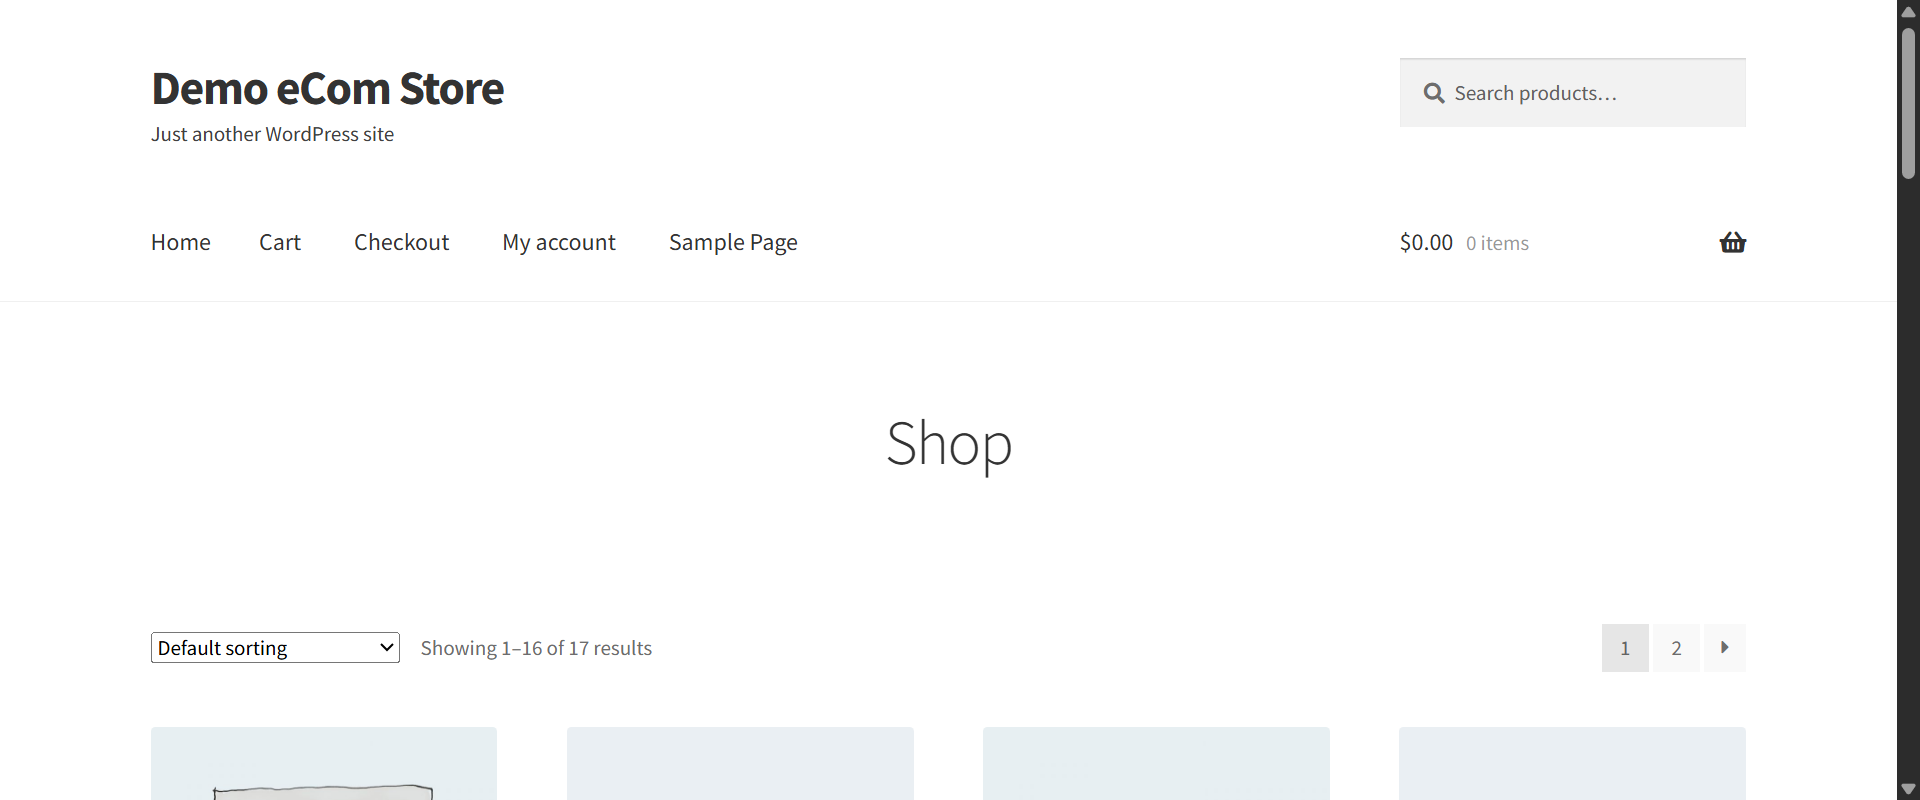 Demo eCom Store
Just another WordPress site
Search products…
Home Cart Checkout My account Sample Page
$0.00 0 items
Shop
Default sorting Showing 1–16 of 17 results
1 2